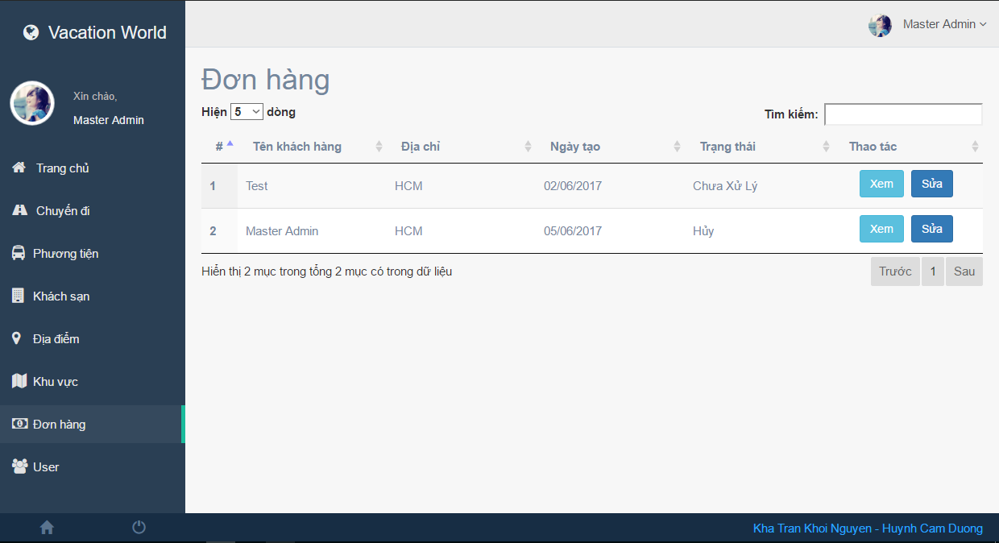 Vacation World
Master Admin
Xin chào,
Master Admin
Trang chủ
Chuyến đi
Phương tiện
Khách sạn
Địa điểm
Khu vực
Đơn hàng
User
Đơn hàng
Hiện 5 dòng
Tìm kiếm:
# Tên khách hàng Địa chỉ Ngày tạo Trạng thái Thao tác
1 Test HCM 02/06/2017 Chưa Xử Lý Xem Sửa
2 Master Admin HCM 05/06/2017 Hủy Xem Sửa
Hiển thị 2 mục trong tổng 2 mục có trong dữ liệu
Trước 1 Sau
Kha Tran Khoi Nguyen - Huynh Cam Duong